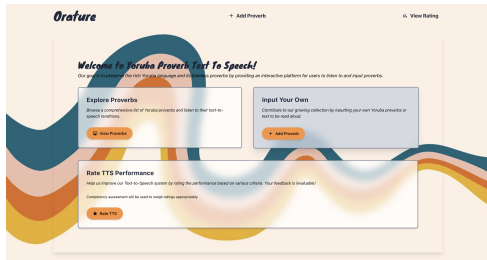 Orature
+ Add Proverb
View Rating
Welcome to Yoruba Proverb Text To Speech!
Our goal is to preserve the rich Yoruba language and its timeless proverbs by providing an interactive platform for users to listen to and input proverbs.
Explore Proverbs
Browse a comprehensive list of Yoruba proverbs and listen to their text-to-
speech renditions.
View Proverbs
Input Your Own
Contribute to our growing collection by inputting your own Yoruba proverbs or
text to be read aloud.
+ Add Proverb
Rate TTS Performance
Help us improve our Text-to-Speech system by rating the performance based on various criteria. Your feedback is invaluable!
Competency assessment will be used to weigh ratings appropriately.
Rate TTS